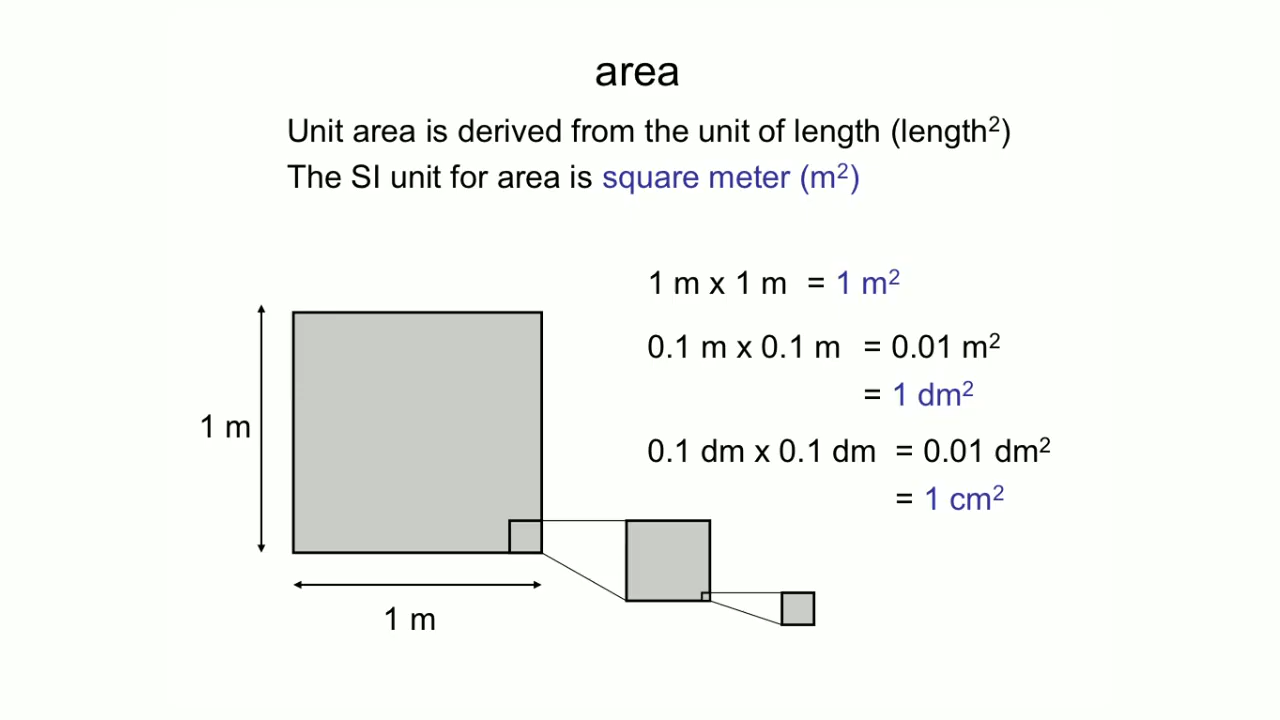 area
Unit area is derived from the unit of length (length²)
The SI unit for area is square meter (m²)
1 m x 1 m = 1 m²
0.1 m x 0.1 m = 0.01 m²
= 1 dm²
0.1 dm x 0.1 dm = 0.01 dm²
= 1 cm²
1 m
1 m